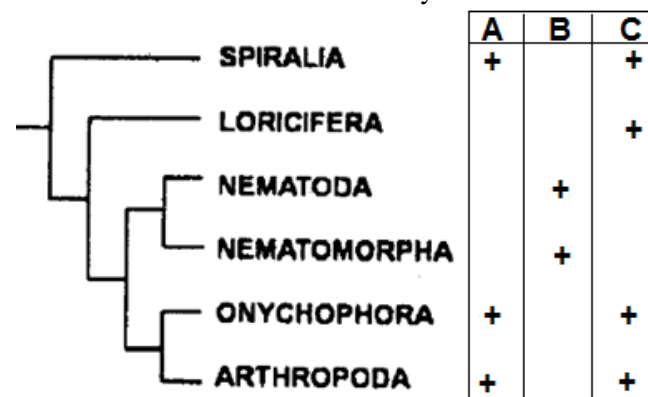 A B C
SPIRALIA + +
LORICIFERA +
NEMATODA +
NEMATOMORPHA +
ONYCHOPHORA + +
ARTHROPODA + +